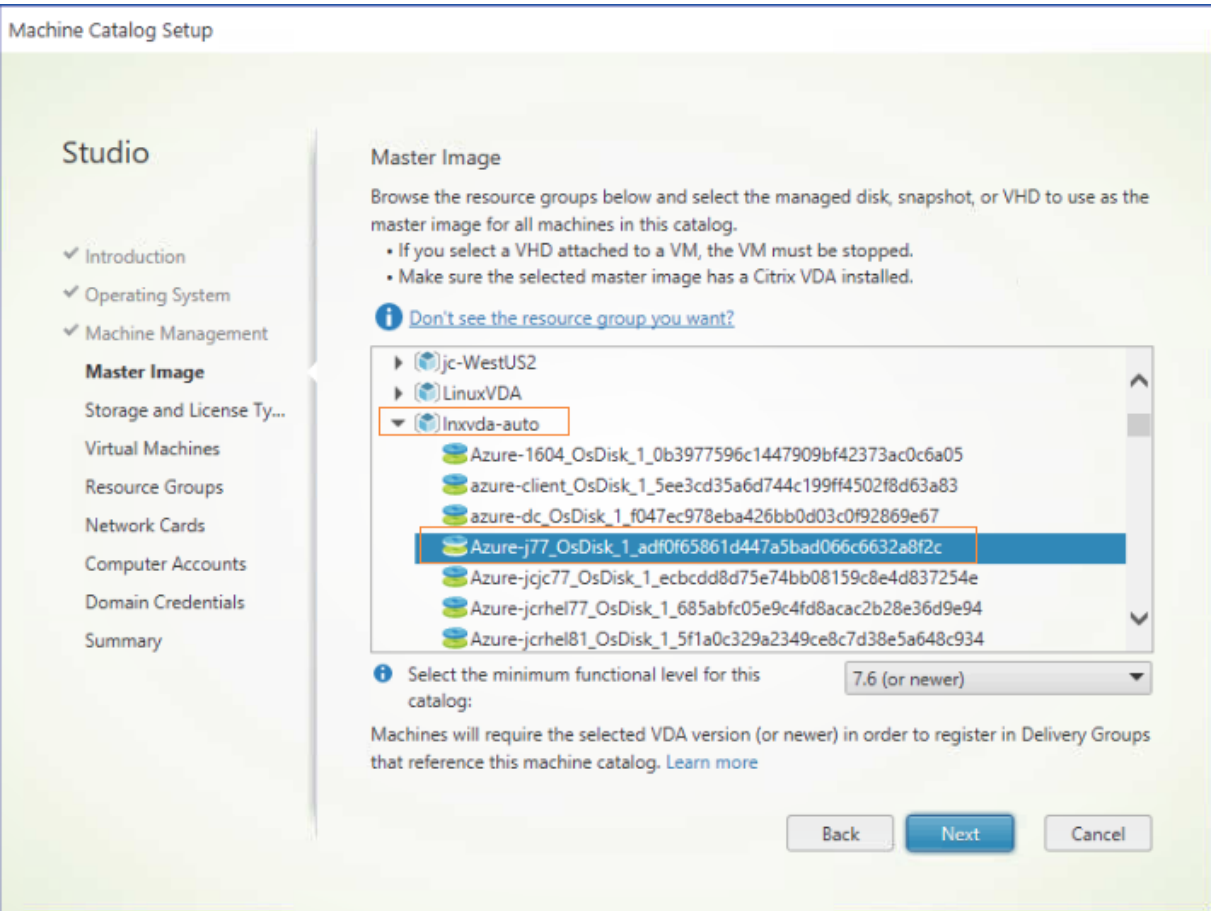 Machine Catalog Setup
Studio
✓ Introduction
✓ Operating System
✓ Machine Management
Master Image
Storage and License Ty...
Virtual Machines
Resource Groups
Network Cards
Computer Accounts
Domain Credentials
Summary
Master Image
Browse the resource groups below and select the managed disk, snapshot, or VHD to use as the
master image for all machines in this catalog.
• If you select a VHD attached to a VM, the VM must be stopped.
• Make sure the selected master image has a Citrix VDA installed.
Don't see the resource group you want?
jc-WestUS2
LinuxVDA
lnxvda-auto
Azure-1604_OsDisk_1_0b3977596c1447909bf42373ac0c6a05
azure-client_OsDisk_1_5ee3cd35a6d744c199ff4502f8d63a83
azure-dc_OsDisk_1_f047ec978eba426bb0d03c0f92869e67
Azure-j77_OsDisk_1_adf0f65861d447a5bad066c6632a8f2c
Azure-jcjc77_OsDisk_1_ecbcdd8d75e74bb08159c8e4d837254e
Azure-jcrhel77_OsDisk_1_685abfc05e9c4fd8acac2b28e36d9e94
Azure-jcrhel81_OsDisk_1_5f1a0c329a2349ce8c7d38e5a648c934
Select the minimum functional level for this
catalog:
7.6 (or newer)
Machines will require the selected VDA version (or newer) in order to register in Delivery Groups
that reference this machine catalog. Learn more
Back
Next
Cancel